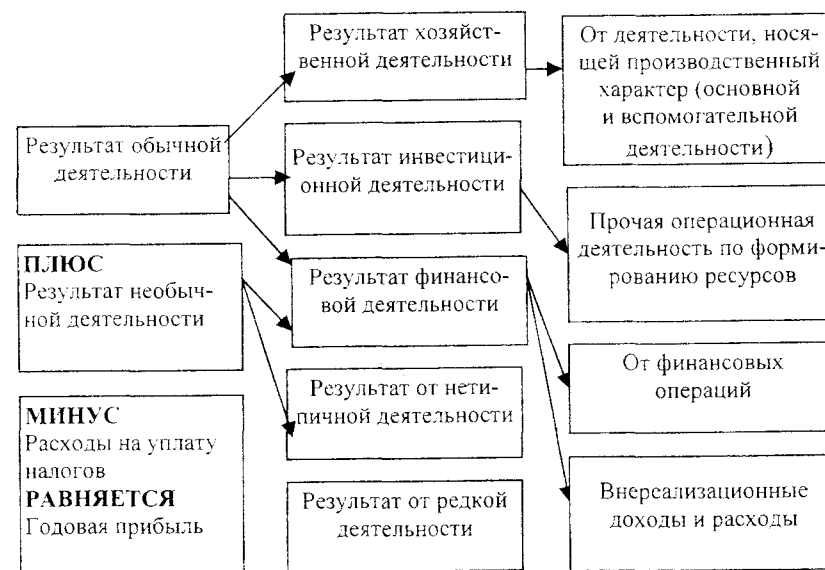 Результат обычной
деятельности
ПЛЮС
Результат необыч-
ной деятельности
МИНУС
Расходы на уплату
налогов
РАВНЯЕТСЯ
Годовая прибыль
Результат хозяйст-
венной деятельности
Результат инвестици-
онной деятельности
Результат финансо-
вой деятельности
Результат от нети-
пичной деятельности
Результат от редкой
деятельности
От деятельности, нося-
щей производственный
характер (основной
и вспомогательной
деятельности)
Прочая операционная
деятельность по форми-
рованию ресурсов
От финансовых
операций
Внереализационные
доходы и расходы